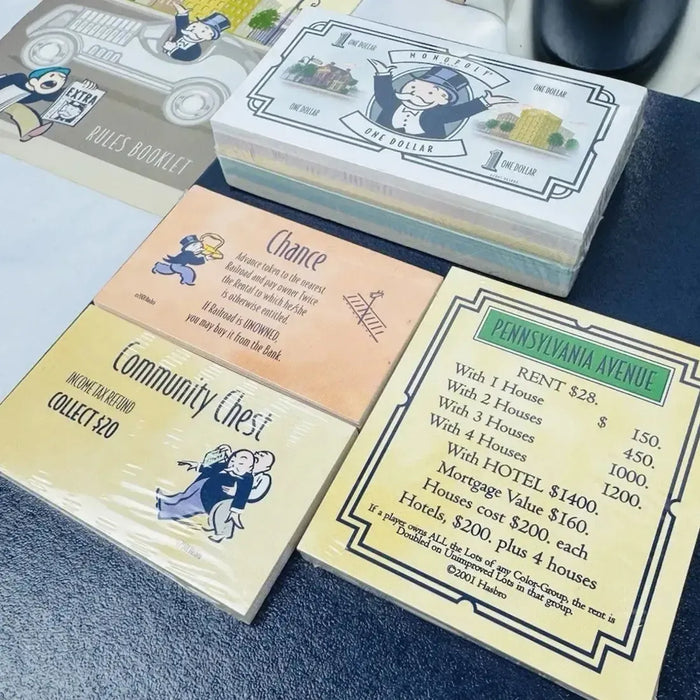 EXTRA
RULES BOOKLET
1 ONE DOLLAR
MONOPOLY
ONE DOLLAR
ONE DOLLAR
ONE DOLLAR
1 ONE DOLLAR
Chance
Advance token to the nearest
Railroad and pay owner Twice
the Rental to which he/she
is otherwise entitled.
If Railroad is UNOWNED,
you may buy it from the Bank.
Community Chest
INCOME TAX REFUND
COLLECT $20
PENNSYLVANIA AVENUE
RENT $28.
With 1 House $ 150.
With 2 Houses 450.
With 3 Houses 1000.
With 4 Houses 1200.
With HOTEL $1400.
Mortgage Value $160.
Houses cost $200. each
Hotels, $200. plus 4 houses
If a player owns ALL the Lots of any Color-Group, the rent is
Doubled on Unimproved Lots in that group.
©2001 Hasbro